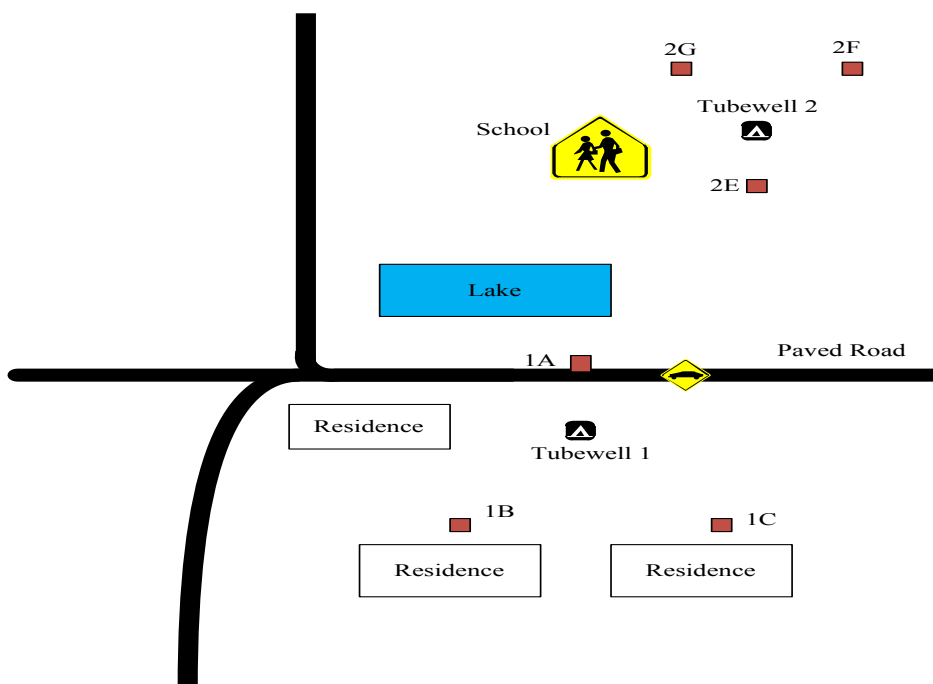 2G
2F
Tubewell 2
School
2E
Lake
1A
Paved Road
Residence
Tubewell 1
1B
1C
Residence
Residence